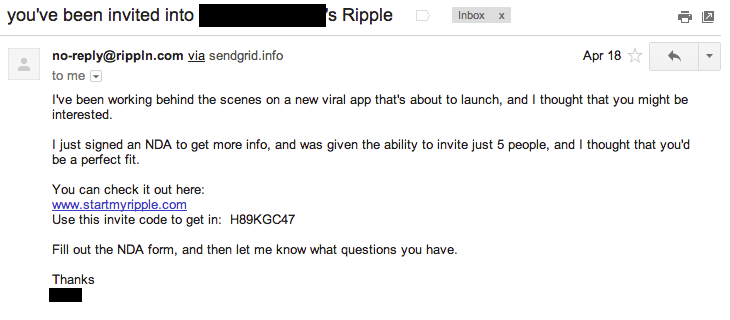 you've been invited into 's Ripple
Inbox x
no-reply@rippln.com via sendgrid.info
Apr 18
to me
I've been working behind the scenes on a new viral app that's about to launch, and I thought that you might be
interested.
I just signed an NDA to get more info, and was given the ability to invite just 5 people, and I thought that you'd
be a perfect fit.
You can check it out here:
www.startmyripple.com
Use this invite code to get in: H89KGC47
Fill out the NDA form, and then let me know what questions you have.
Thanks